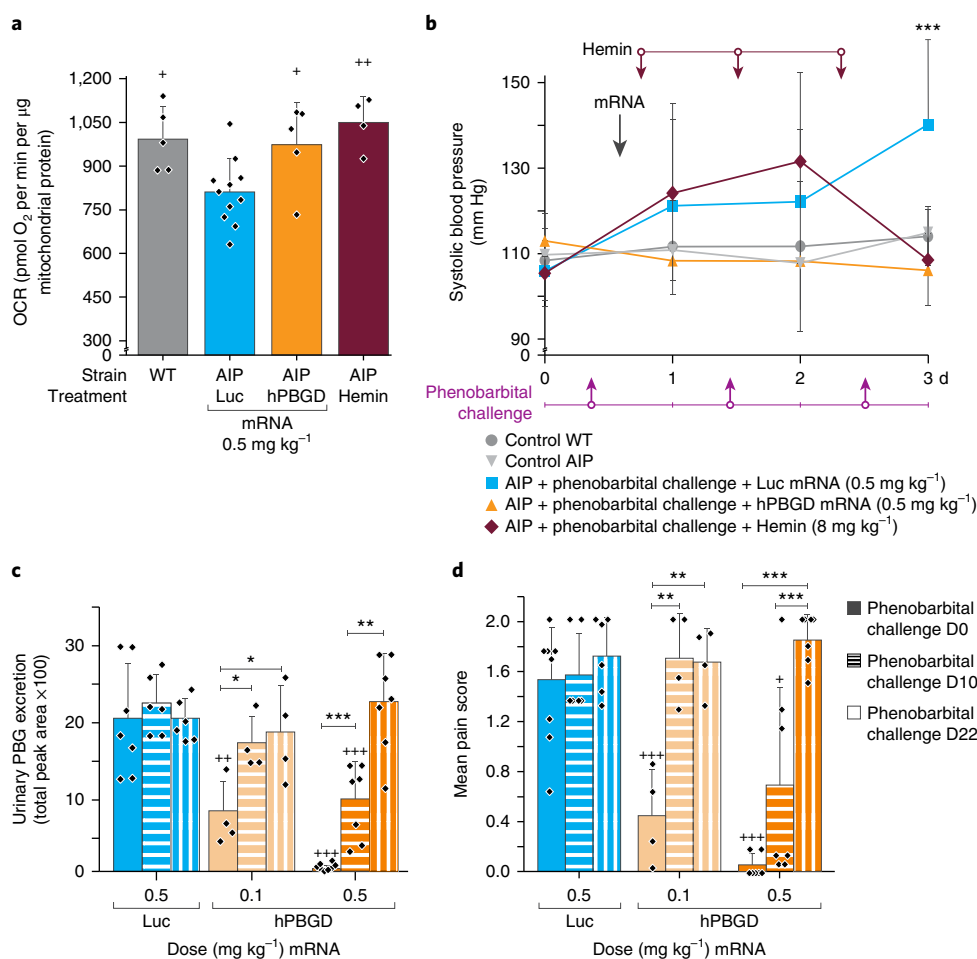 a
OCR (pmol O₂ per min per μg
mitochondrial protein)
1,200
1,050
900
750
600
450
300
0
+
+
++
Strain
WT
AIP
AIP
AIP
Treatment
Luc
hPBGD
Hemin
mRNA
0.5 mg kg⁻¹
b
Systolic blood pressure
(mm Hg)
150
130
110
90
0
Hemin
mRNA
***
0
1
2
3 d
Phenobarbital
challenge
Control WT
Control AIP
AIP + phenobarbital challenge + Luc mRNA (0.5 mg kg⁻¹)
AIP + phenobarbital challenge + hPBGD mRNA (0.5 mg kg⁻¹)
AIP + phenobarbital challenge + Hemin (8 mg kg⁻¹)
c
Urinary PBG excretion
(total peak area ×100)
30
20
10
0
++
*
*
+++
***
+++
**
0.5
0.1
0.5
Luc
hPBGD
Dose (mg kg⁻¹) mRNA
d
Mean pain score
2.0
1.6
1.2
0.8
0.4
0
+++
**
**
+++
+
***
***
0.5
0.1
0.5
Luc
hPBGD
Dose (mg kg⁻¹) mRNA
Phenobarbital
challenge D0
Phenobarbital
challenge D10
Phenobarbital
challenge D22